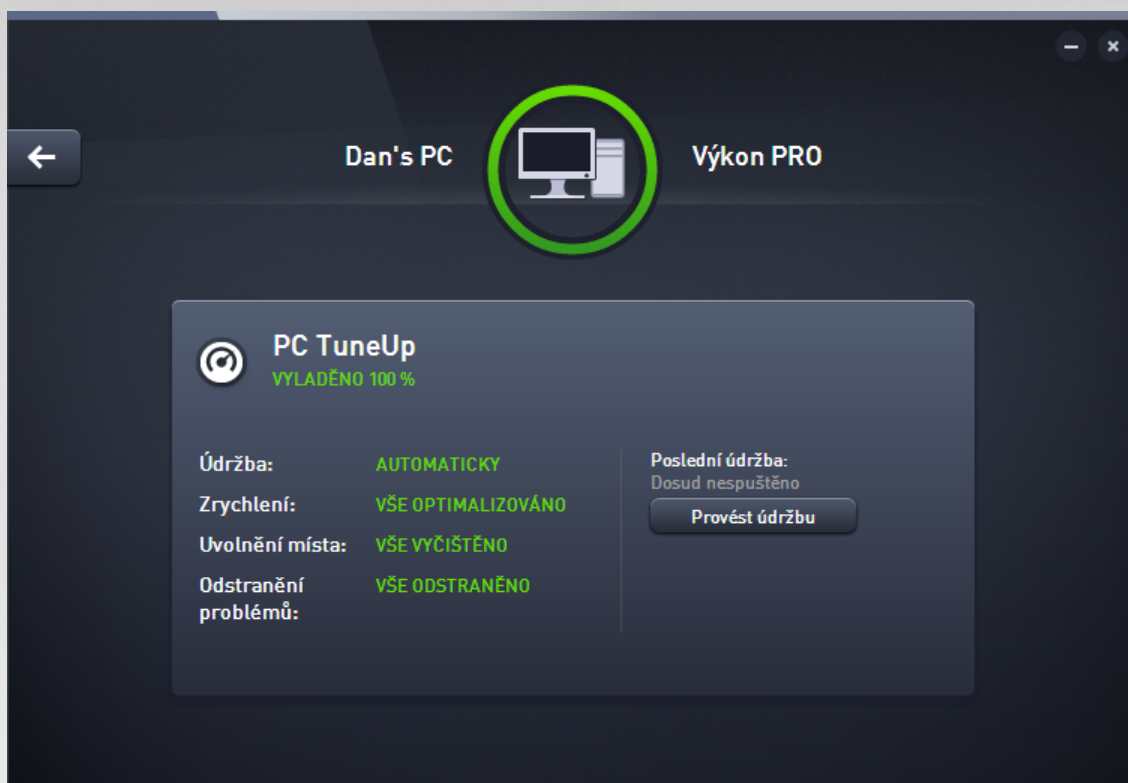 Dan's PC
Výkon PRO
PC TuneUp
VYLADĚNO 100 %
Údržba:
AUTOMATICKY
Zrychlení:
VŠE OPTIMALIZOVÁNO
Uvolnění místa:
VŠE VYČIŠTĚNO
Odstranění
problémů:
VŠE ODSTRANĚNO
Poslední údržba:
Dosud nespuštěno
Provést údržbu